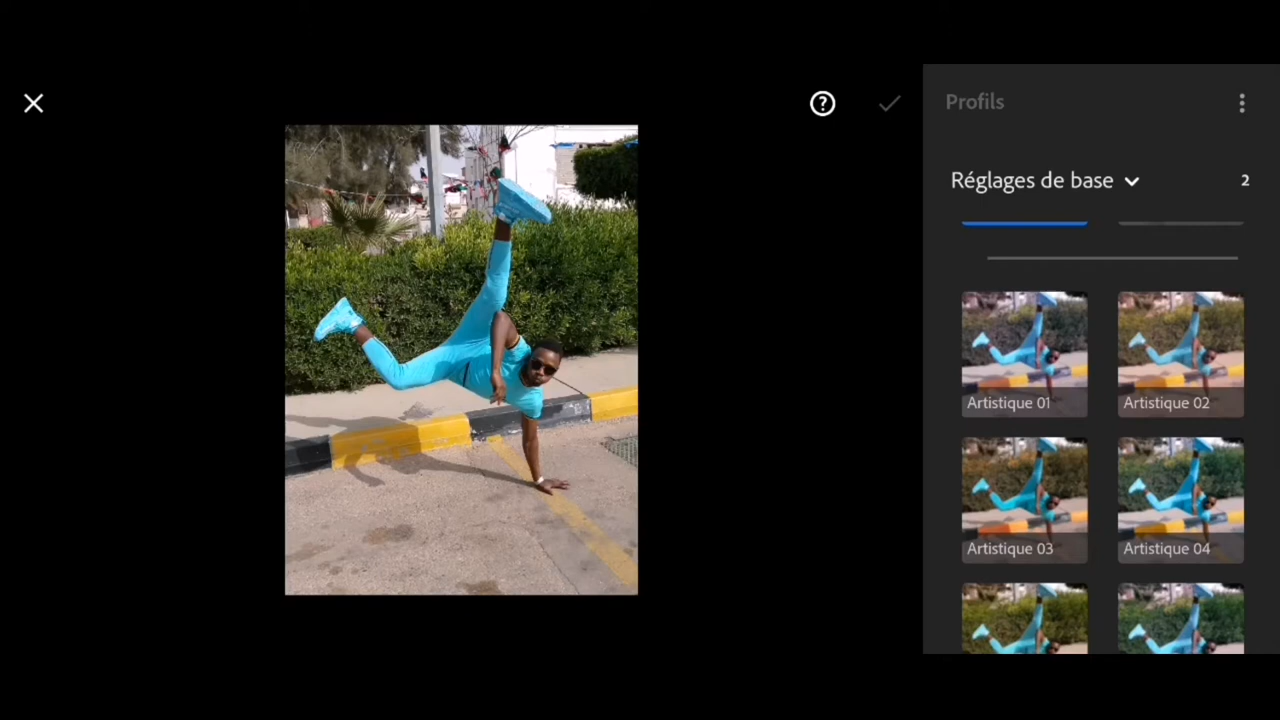 Profils
Réglages de base
2
Artistique 01
Artistique 02
Artistique 03
Artistique 04